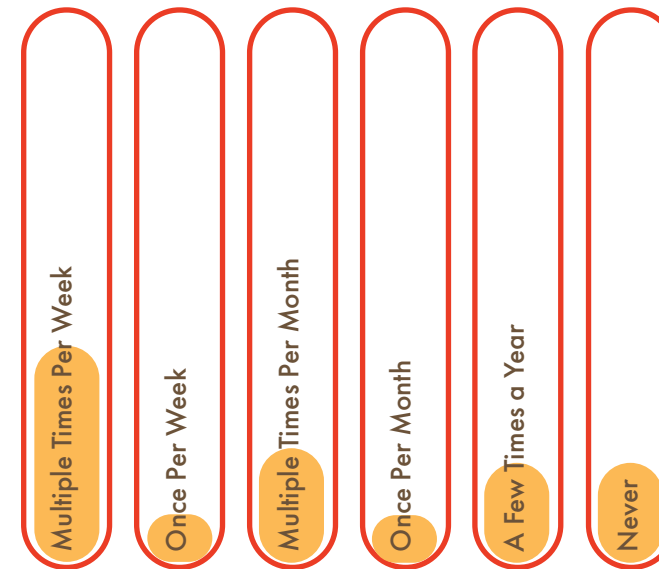 Multiple Times Per Week
Once Per Week
Multiple Times Per Month
Once Per Month
A Few Times a Year
Never